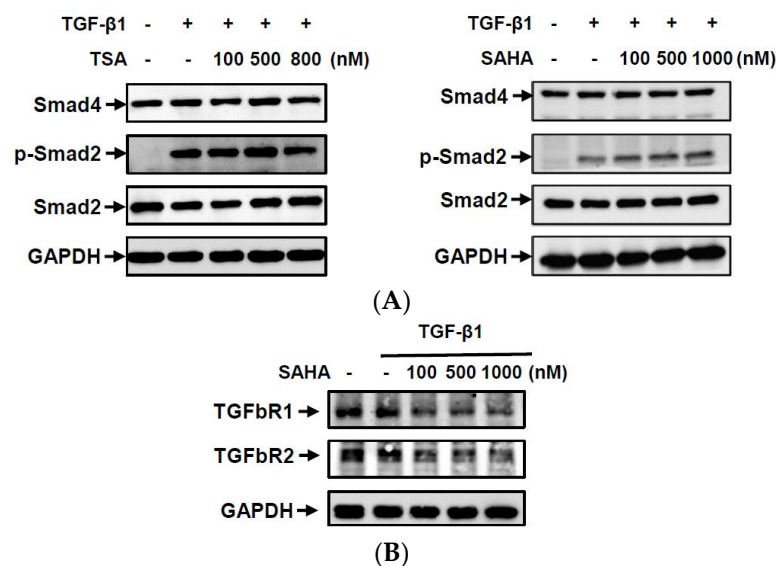 TGF-β1 - + + + +
TSA - - 100 500 800 (nM)
Smad4
p-Smad2
Smad2
GAPDH
TGF-β1 - + + + +
SAHA - - 100 500 1000 (nM)
Smad4
p-Smad2
Smad2
GAPDH
(A)
TGF-β1
SAHA - - 100 500 1000 (nM)
TGFbR1
TGFbR2
GAPDH
(B)